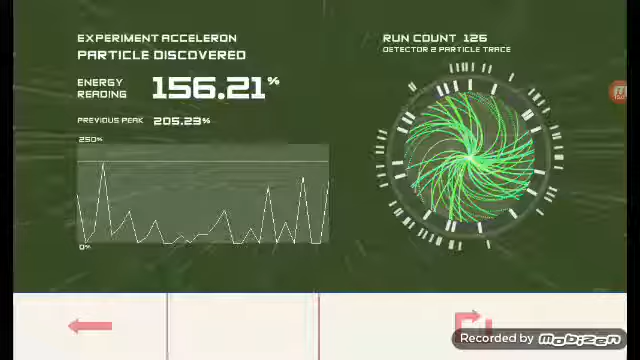 EXPERIMENT ACCELERON
PARTICLE DISCOVERED
ENERGY READING 156.21%
PREVIOUS PEAK 205.23%
250%
0%
RUN COUNT 126
DETECTOR 2 PARTICLE TRACE
Recorded by MOBIZEN